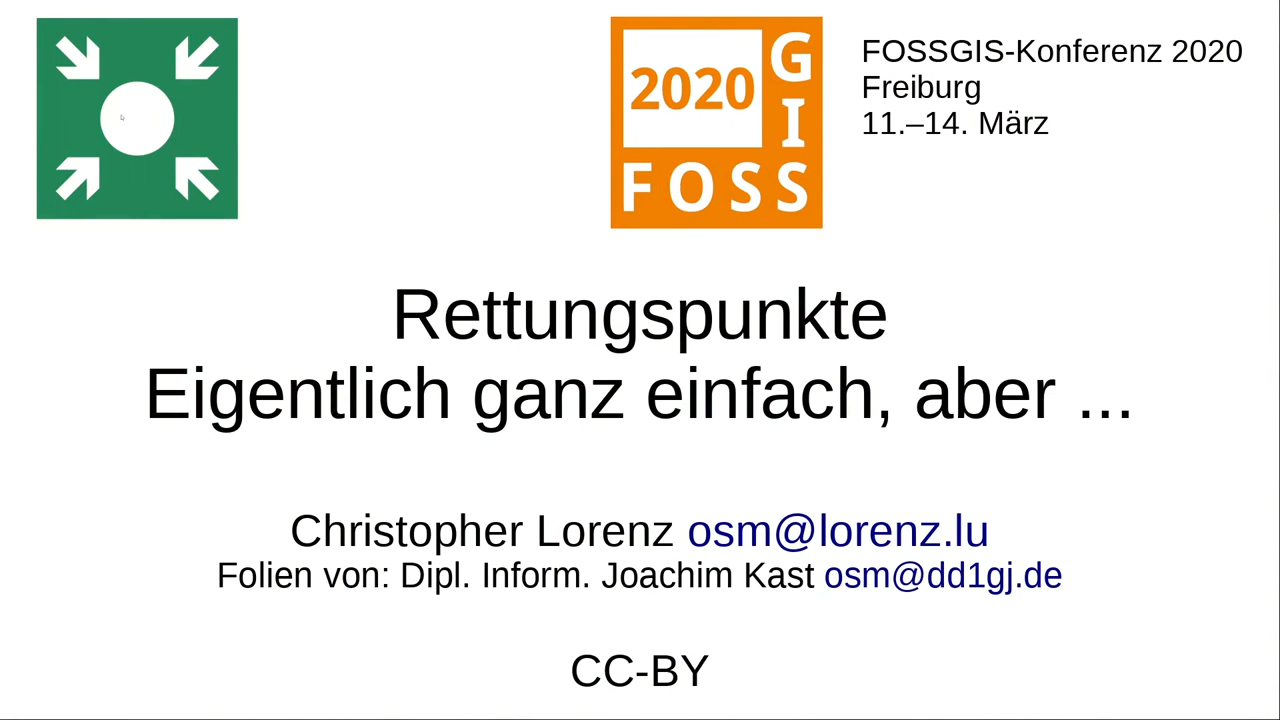 2020
G
I
FOSS
FOSSGIS-Konferenz 2020
Freiburg
11.–14. März
Rettungspunkte
Eigentlich ganz einfach, aber ...
Christopher Lorenz osm@lorenz.lu
Folien von: Dipl. Inform. Joachim Kast osm@dd1gj.de
CC-BY